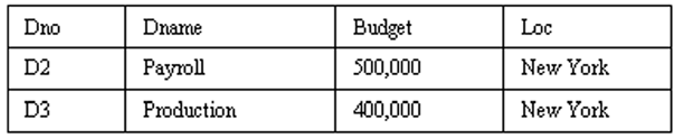 Dno Dname Budget Loc
D2 Payroll 500,000 New York
D3 Production 400,000 New York